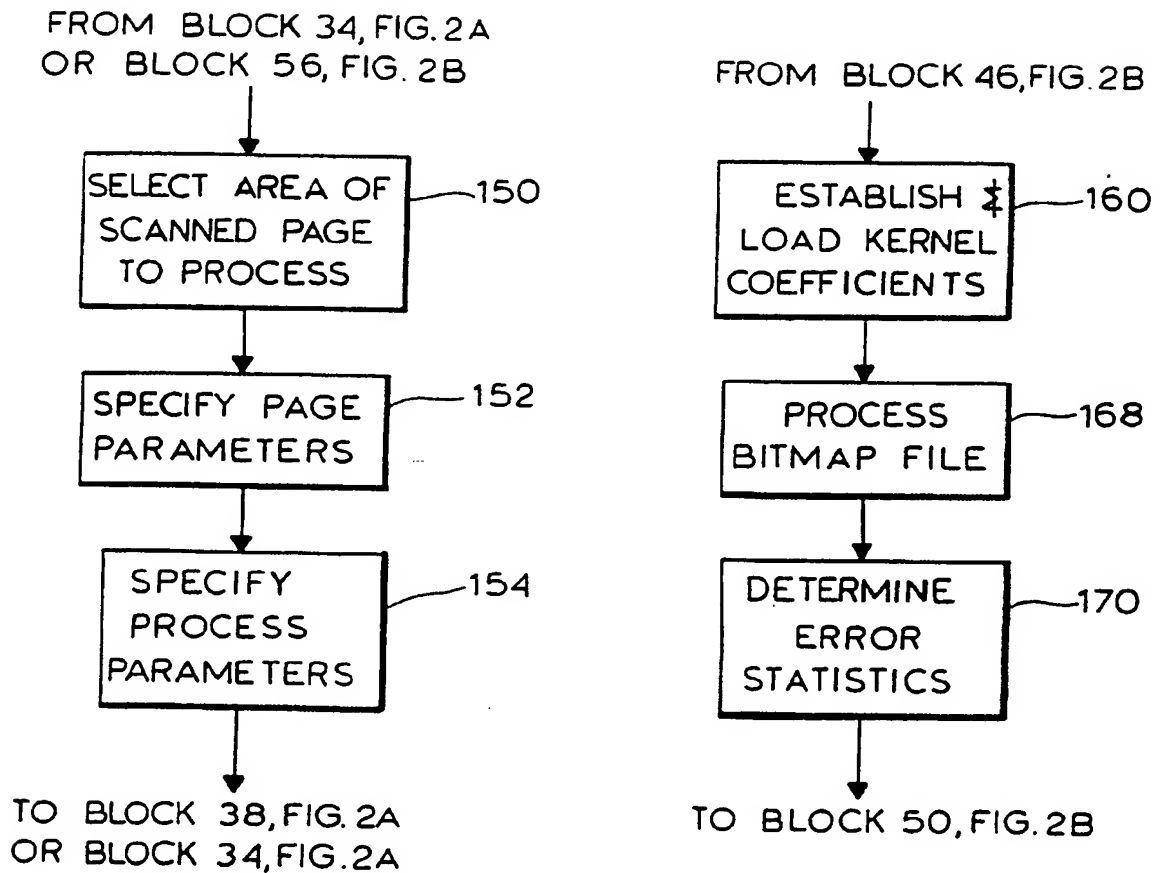 FROM BLOCK 34, FIG. 2A
OR BLOCK 56, FIG. 2B
SELECT AREA OF
SCANNED PAGE
TO PROCESS
150
SPECIFY PAGE
PARAMETERS
152
SPECIFY
PROCESS
PARAMETERS
154
TO BLOCK 38, FIG. 2A
OR BLOCK 34, FIG. 2A
FROM BLOCK 46, FIG. 2B
ESTABLISH &
LOAD KERNEL
COEFFICIENTS
160
PROCESS
BITMAP FILE
168
DETERMINE
ERROR
STATISTICS
170
TO BLOCK 50, FIG. 2B